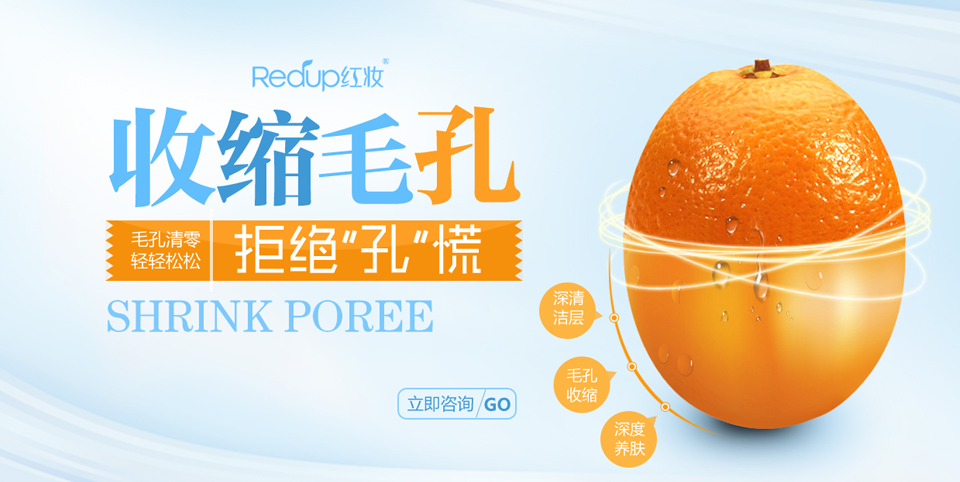 Redup红妆®
收缩毛孔
毛孔清零
轻轻松松
拒绝"孔"慌
SHRINK POREE
立即咨询/GO
深清
洁层
毛孔
收缩
深度
养肤